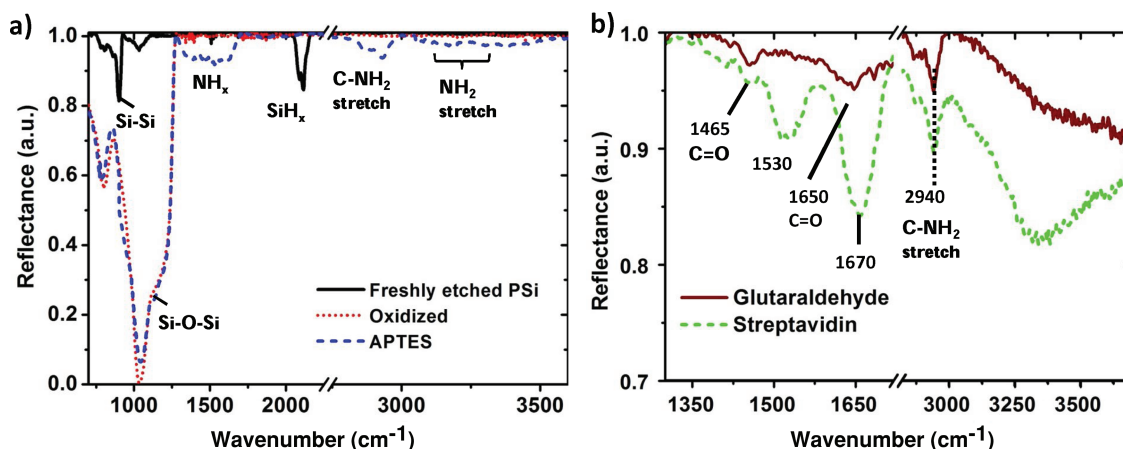 a)
Reflectance (a.u.)
1.0
0.8
0.6
0.4
0.2
0.0
Si-Si
NHₓ
SiHₓ
C-NH₂
stretch
NH₂
stretch
Si-O-Si
Freshly etched PSi
Oxidized
APTES
1000 1500 2000 3000 3500
Wavenumber (cm⁻¹)
b)
Reflectance (a.u.)
1.0
0.9
0.8
0.7
1465
C=O
1530
1650
C=O
1670
2940
C-NH₂
stretch
Glutaraldehyde
Streptavidin
1350 1500 1650 3000 3250 3500
Wavenumber (cm⁻¹)